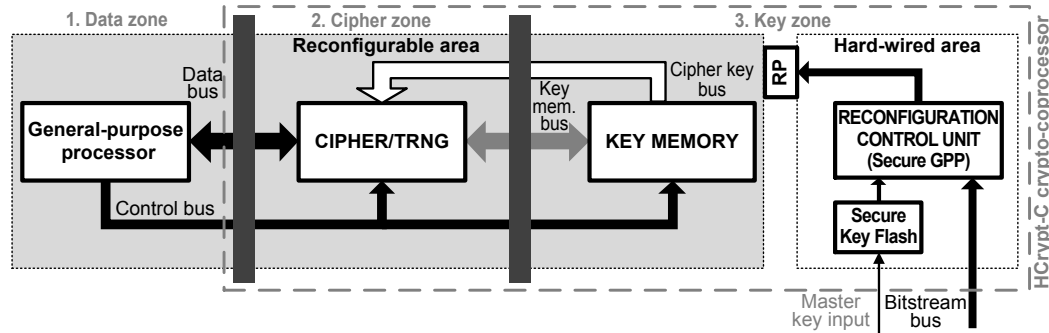 1. Data zone
2. Cipher zone
3. Key zone
Reconfigurable area
Hard-wired area
Data
bus
Key
mem.
bus
Cipher key
bus
RP
General-purpose
processor
CIPHER/TRNG
KEY MEMORY
RECONFIGURATION
CONTROL UNIT
(Secure GPP)
Control bus
Secure
Key Flash
Master
key input
Bitstream
bus
HCrypt-C crypto-coprocessor